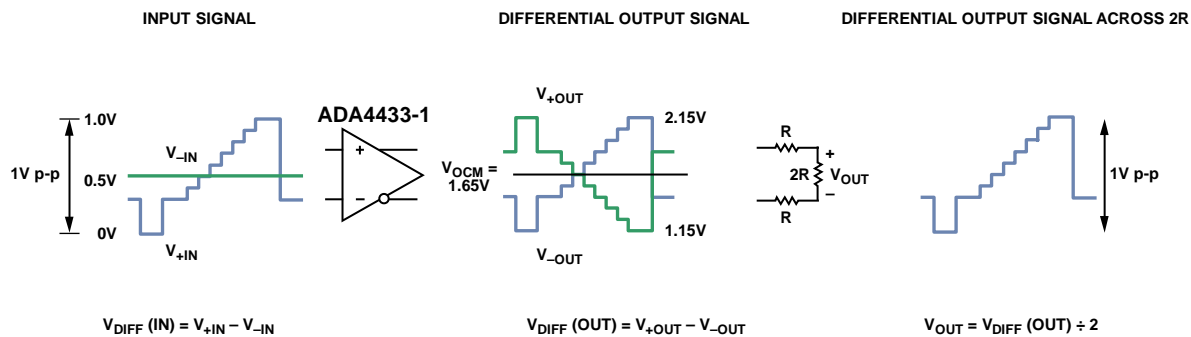 INPUT SIGNAL
DIFFERENTIAL OUTPUT SIGNAL
DIFFERENTIAL OUTPUT SIGNAL ACROSS 2R
1V p-p
1.0V
0.5V
0V
V–IN
V+IN
ADA4433-1
+
–
V+OUT
VOCM =
1.65V
2.15V
1.15V
V–OUT
R
2R
R
+
VOUT
–
1V p-p
VDIFF (IN) = V+IN – V–IN
VDIFF (OUT) = V+OUT – V–OUT
VOUT = VDIFF (OUT) ÷ 2